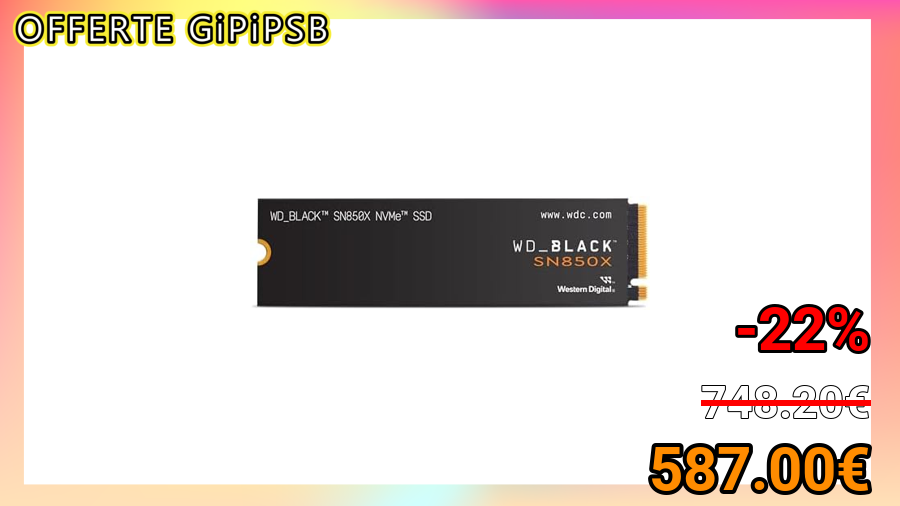 OFFERTE GiPiPSB
WD_BLACK™ SN850X NVMe™ SSD
www.wdc.com
WD_BLACK™
SN850X
Western Digital®
-22%
748.20€
587.00€